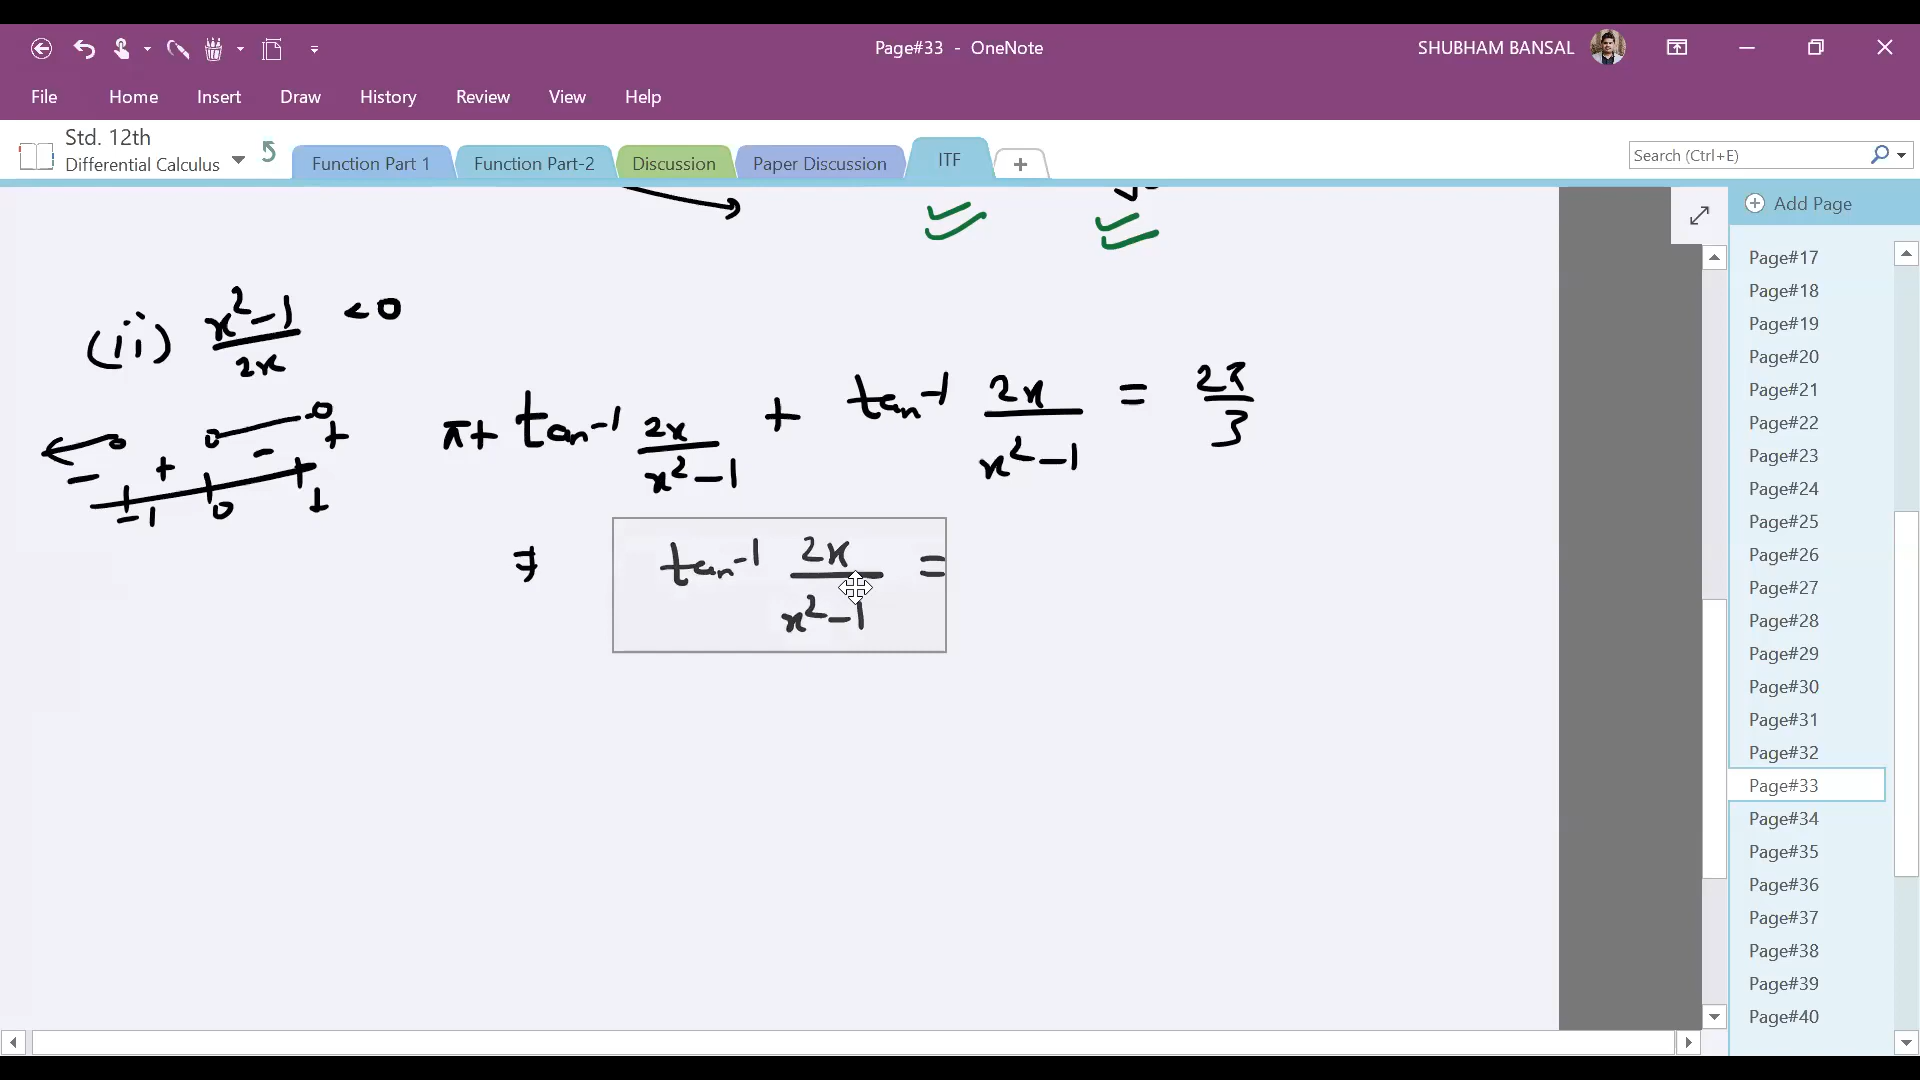 Page#33 - OneNote
SHUBHAM BANSAL
File Home Insert Draw History Review View Help
Std. 12th
Differential Calculus
Function Part 1
Function Part-2
Discussion
Paper Discussion
ITF
Search (Ctrl+E)
Add Page
Page#17
Page#18
Page#19
Page#20
Page#21
Page#22
Page#23
Page#24
Page#25
Page#26
Page#27
Page#28
Page#29
Page#30
Page#31
Page#32
Page#33
Page#34
Page#35
Page#36
Page#37
Page#38
Page#39
Page#40
(ii) (x²-1)/(2x) < 0
- + - +
-1 0 1
π + tan⁻¹ (2x)/(x²-1) + tan⁻¹ (2x)/(x²-1) = 2π/3
⇒ tan⁻¹ (2x)/(x²-1) =